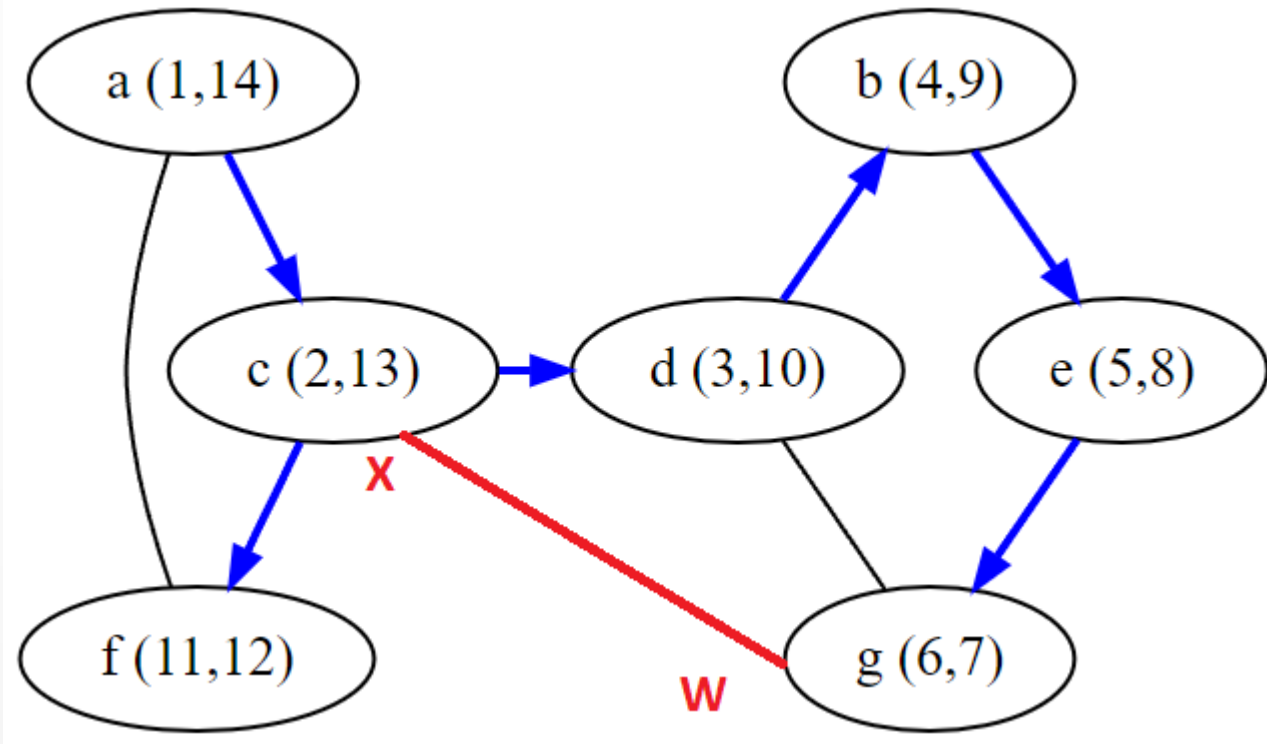 a (1,14)
b (4,9)
c (2,13)
d (3,10)
e (5,8)
X
f (11,12)
W
g (6,7)